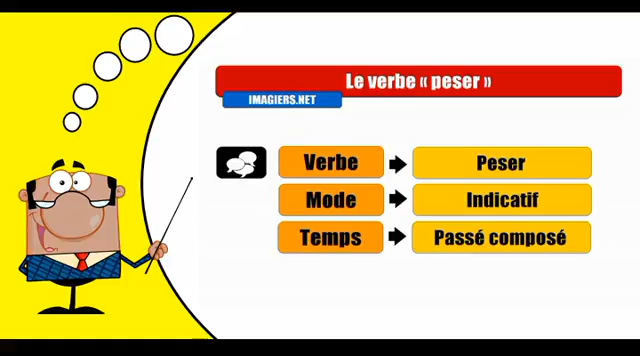 Le verbe « peser »
IMAGIERS.NET
Verbe Peser
Mode Indicatif
Temps Passé composé